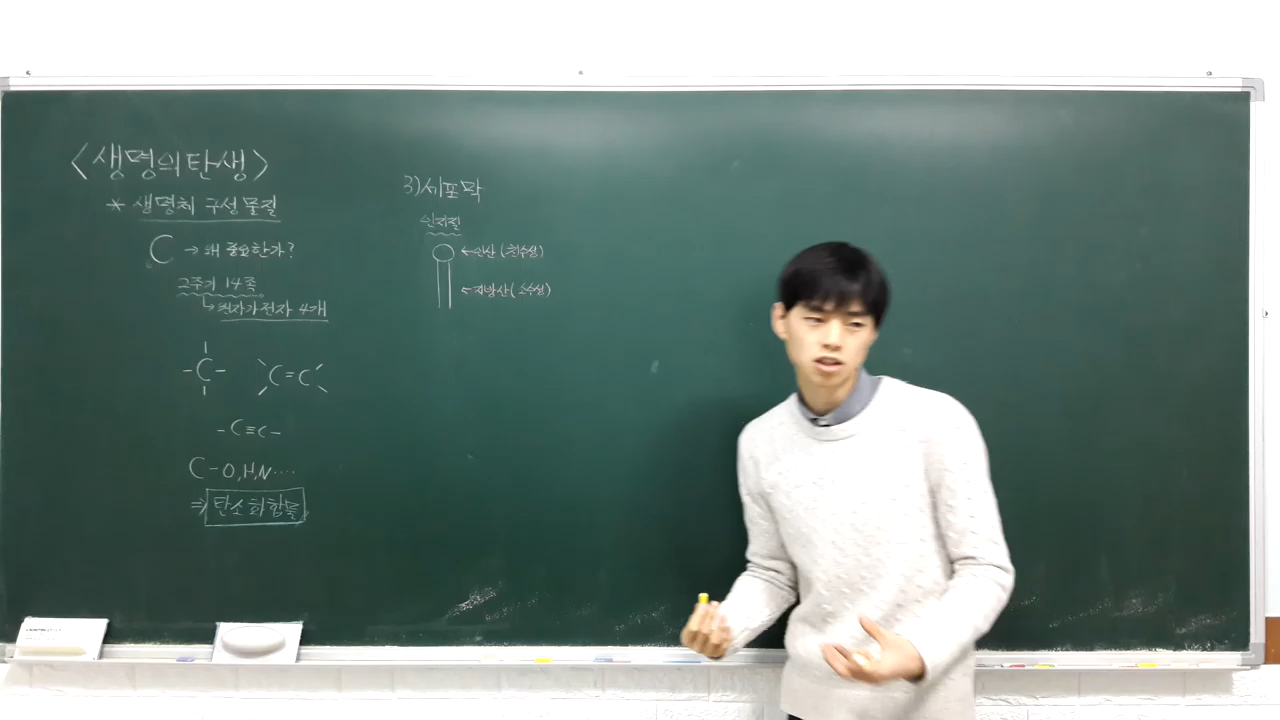 <생명의 탄생>
* 생명체 구성물질
C → 왜 중요한가?
2주기 14족
↳ 원자가 전자 4개
-C- C=C
-C≡C-
C-O,H,N····
⇒ 탄소화합물
3) 세포막
인지질
←인산 (친수성)
←지방산 (소수성)